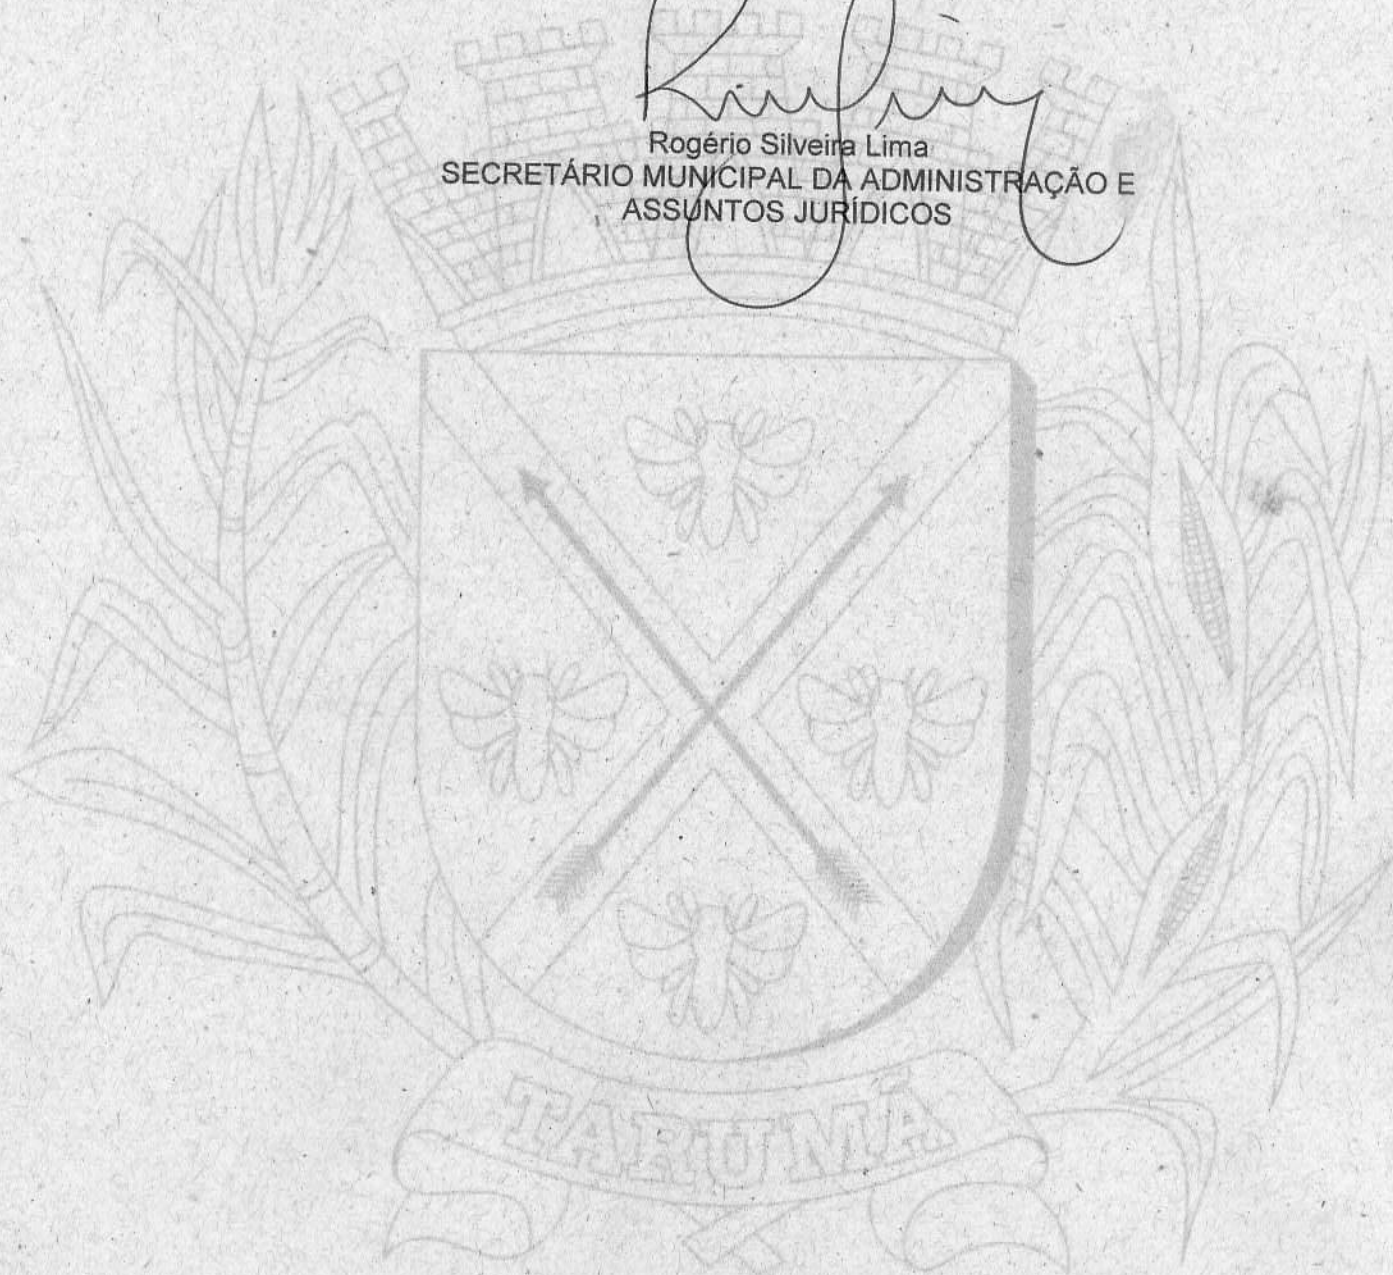 Rogério Silveira Lima
SECRETÁRIO MUNICIPAL DA ADMINISTRAÇÃO E
ASSUNTOS JURÍDICOS
TARUMÃ